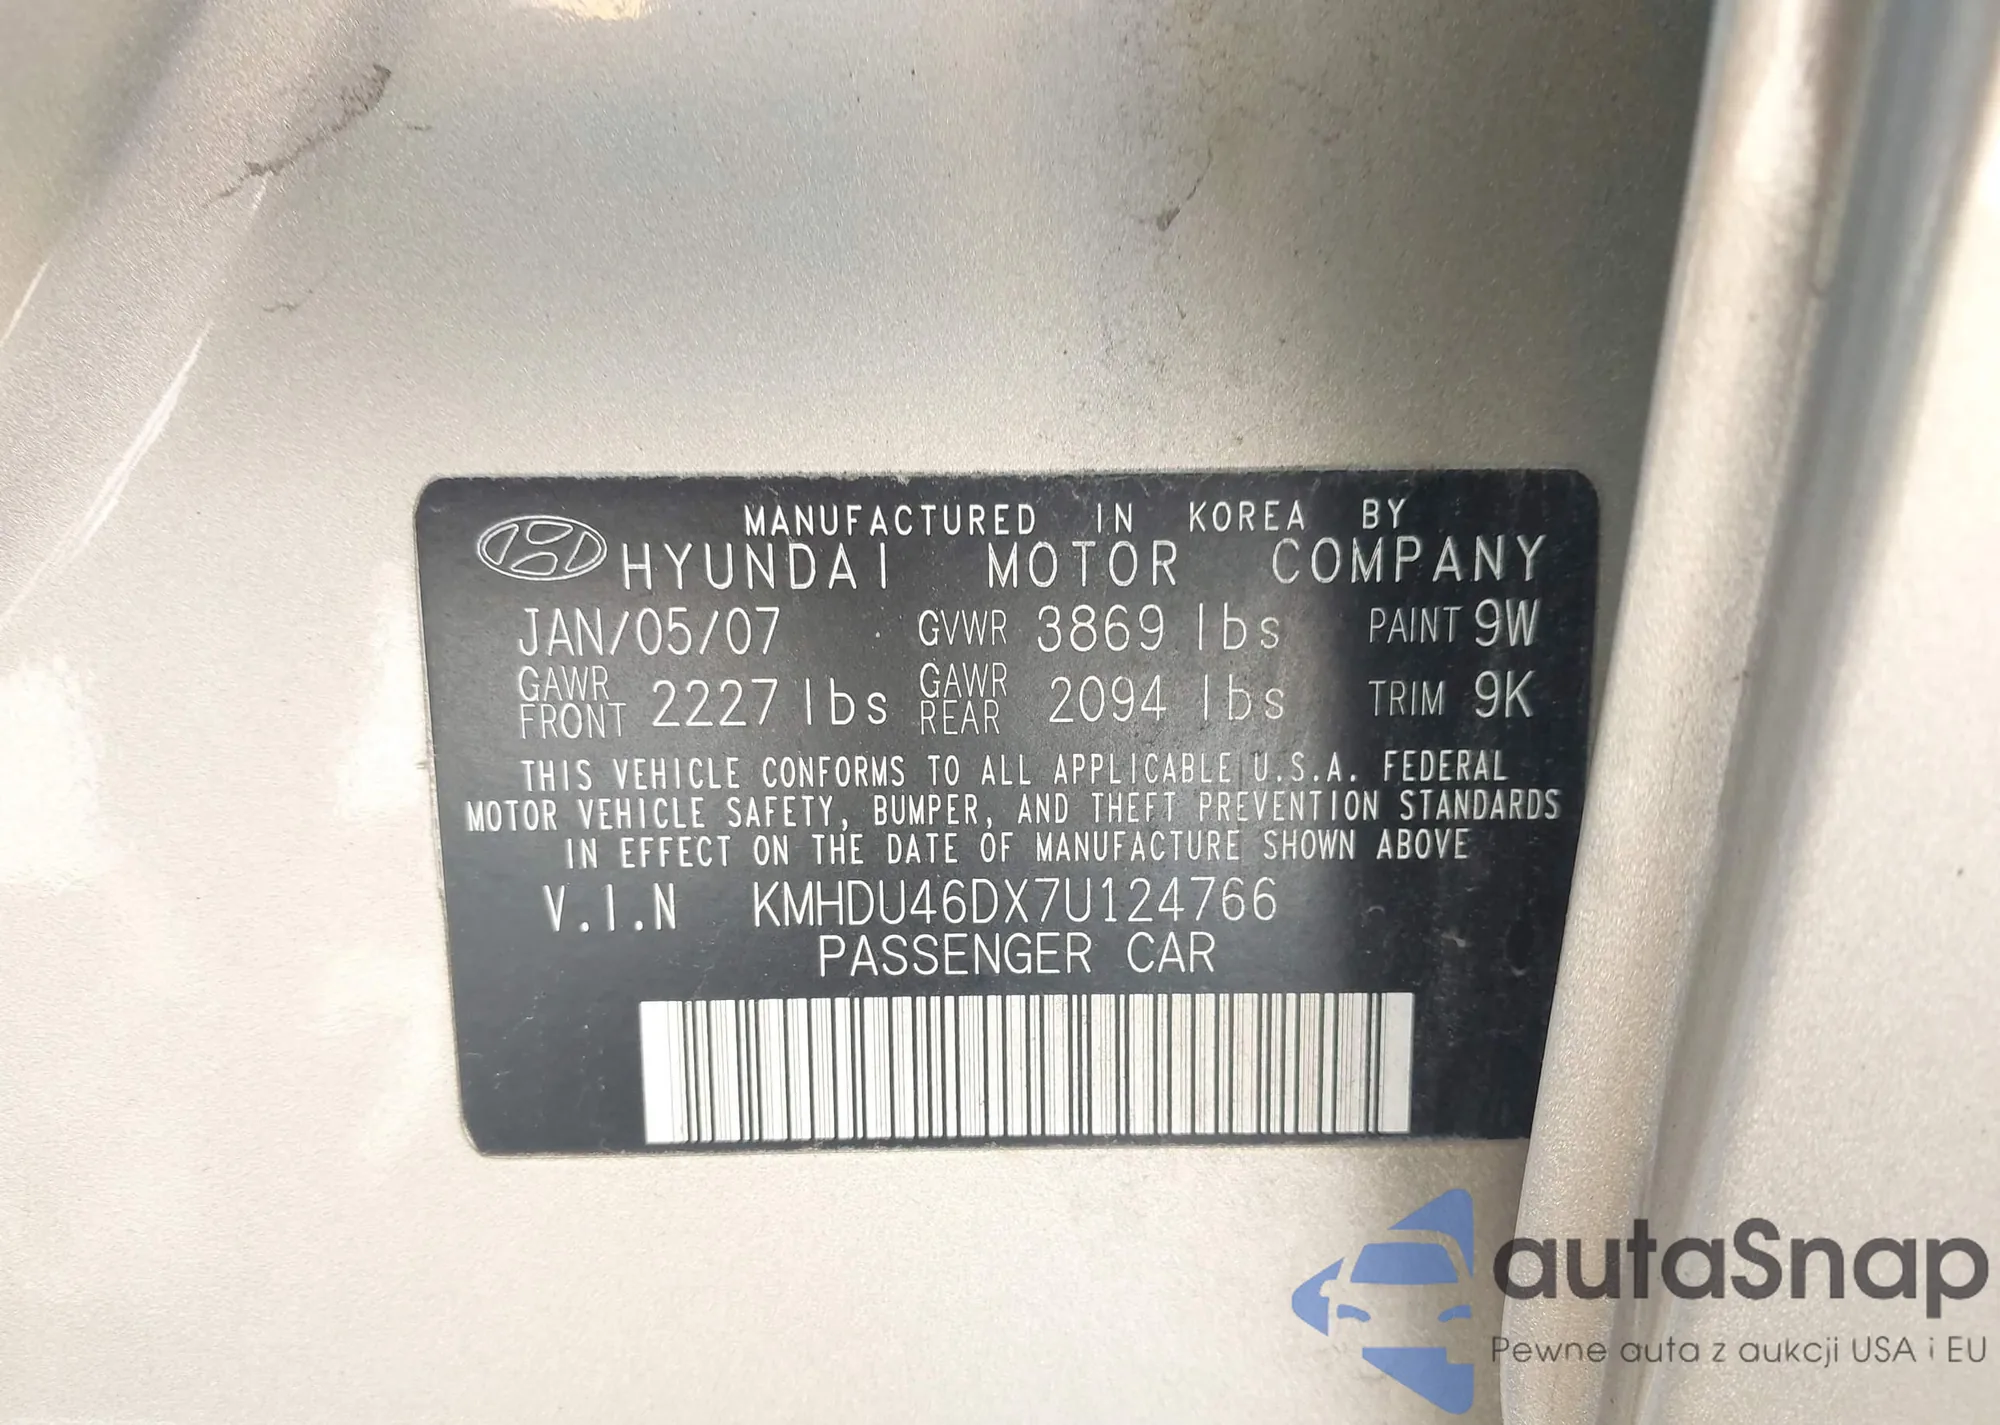 MANUFACTURED IN KOREA BY
HYUNDAI MOTOR COMPANY
JAN/05/07 GVWR 3869 lbs PAINT 9W
GAWR FRONT 2227 lbs GAWR REAR 2094 lbs TRIM 9K
THIS VEHICLE CONFORMS TO ALL APPLICABLE U.S.A. FEDERAL
MOTOR VEHICLE SAFETY, BUMPER, AND THEFT PREVENTION STANDARDS
IN EFFECT ON THE DATE OF MANUFACTURE SHOWN ABOVE
V.I.N KMHDU46DX7U124766
PASSENGER CAR
autaSnap
Pewne auta z aukcji USA i EU